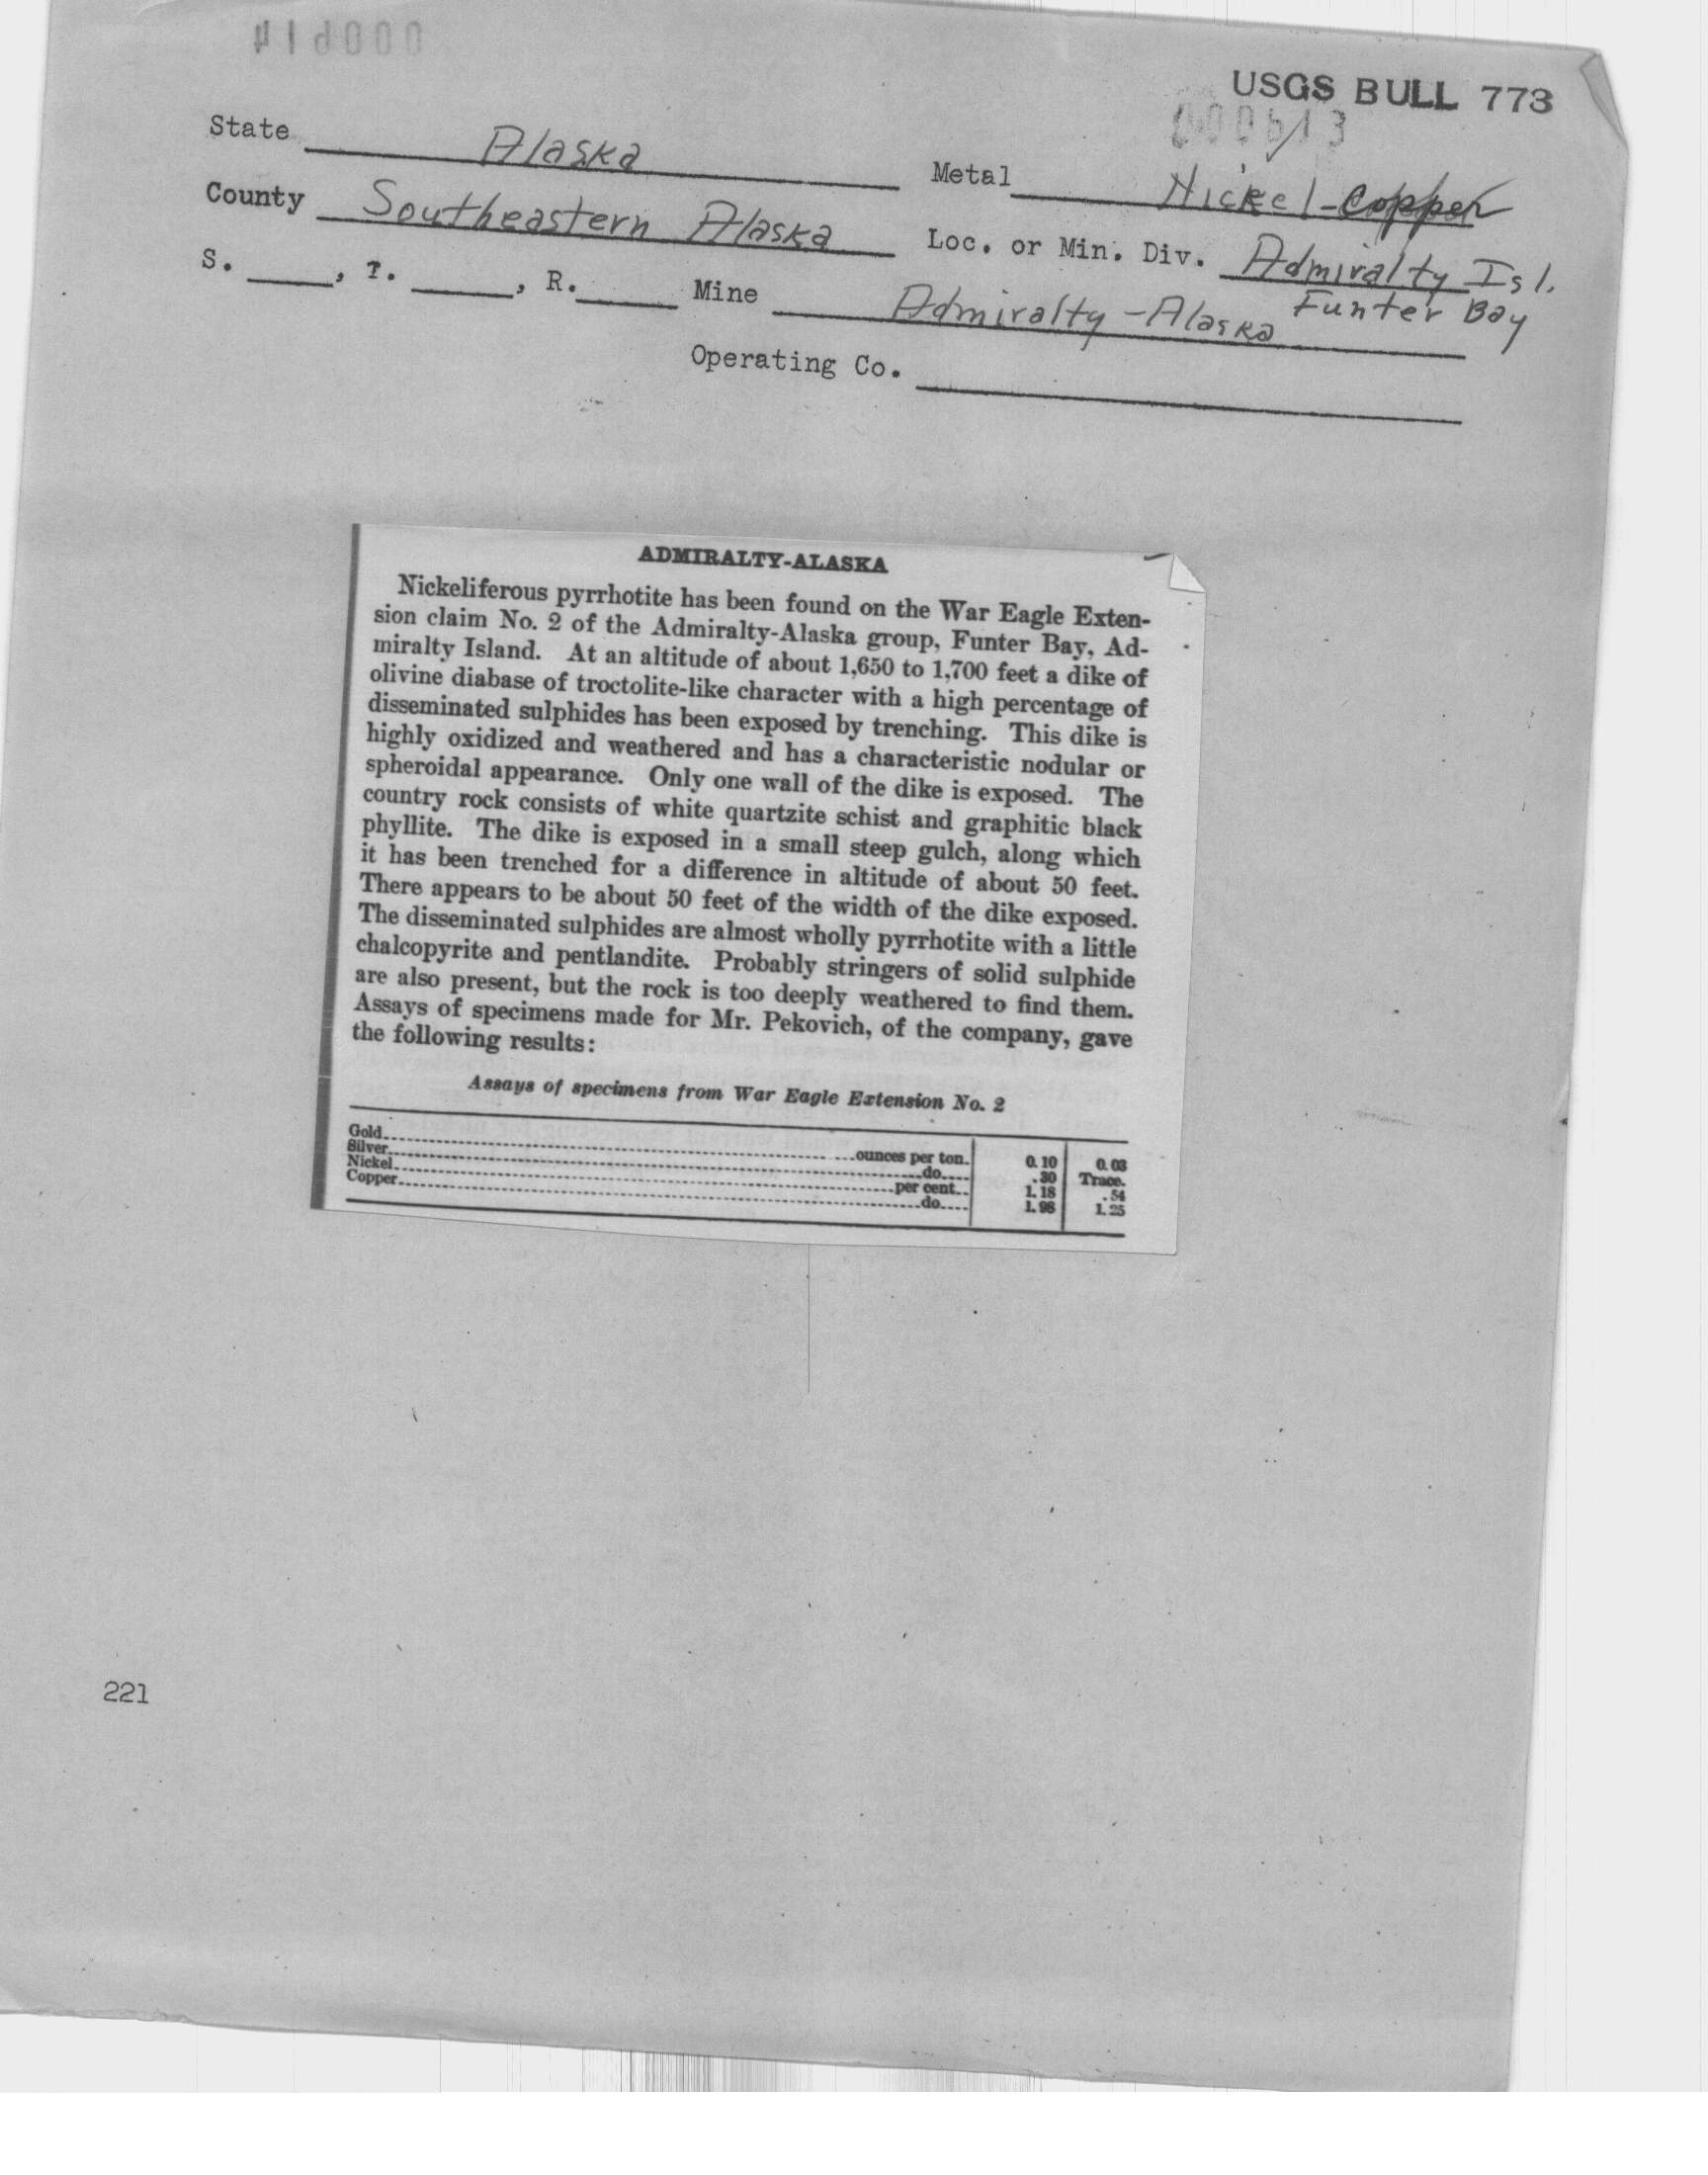 000614
USGS BULL 773
000613
State Alaska
Metal Nickel-Copper
County Southeastern Alaska
Loc. or Min. Div. Admiralty Isl.
Funter Bay
S. , T. , R. Mine Admiralty-Alaska
Operating Co.
ADMIRALTY-ALASKA
Nickeliferous pyrrhotite has been found on the War Eagle Exten-
sion claim No. 2 of the Admiralty-Alaska group, Funter Bay, Ad-
miralty Island. At an altitude of about 1,650 to 1,700 feet a dike of
olivine diabase of troctolite-like character with a high percentage of
disseminated sulphides has been exposed by trenching. This dike is
highly oxidized and weathered and has a characteristic nodular or
spheroidal appearance. Only one wall of the dike is exposed. The
country rock consists of white quartzite schist and graphitic black
phyllite. The dike is exposed in a small steep gulch, along which
it has been trenched for a difference in altitude of about 50 feet.
There appears to be about 50 feet of the width of the dike exposed.
The disseminated sulphides are almost wholly pyrrhotite with a little
chalcopyrite and pentlandite. Probably stringers of solid sulphide
are also present, but the rock is too deeply weathered to find them.
Assays of specimens made for Mr. Pekovich, of the company, gave
the following results:
Assays of specimens from War Eagle Extension No. 2
Gold ounces per ton 0.10 0.03
Silver do .30 Trace.
Nickel per cent 1.18 .54
Copper do 1.98 1.25
221